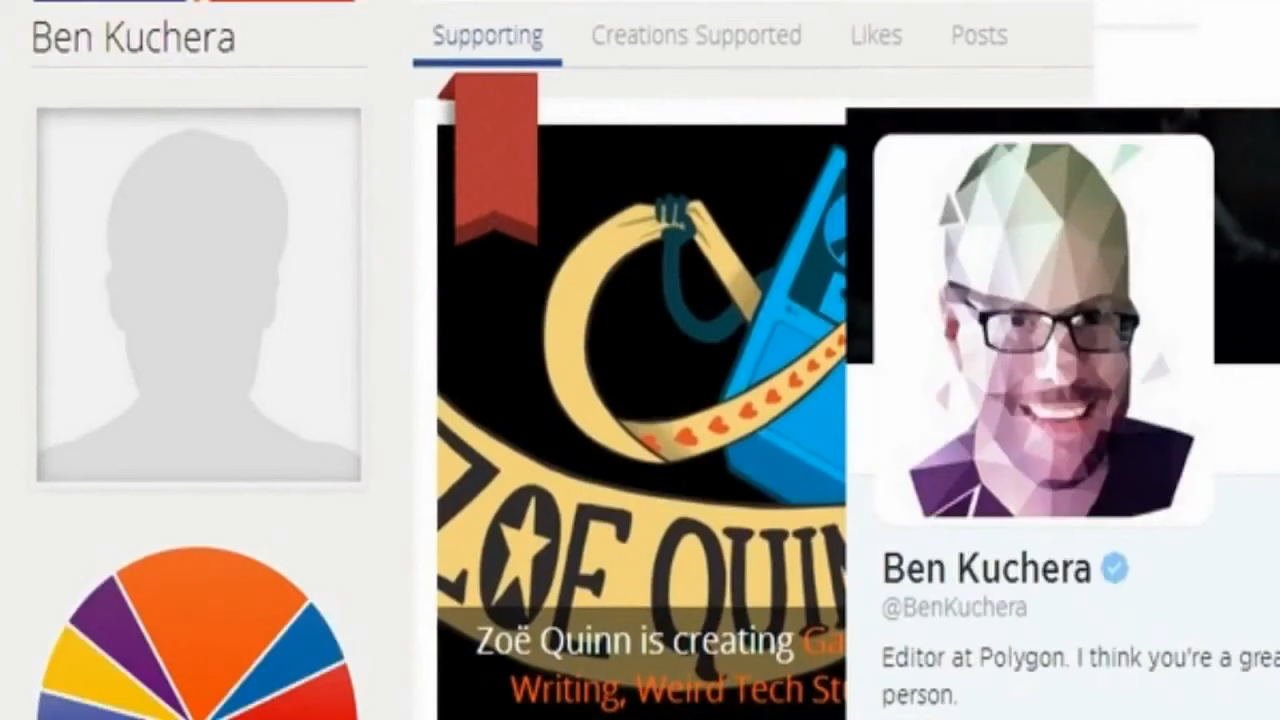 Ben Kuchera
Supporting Creations Supported Likes Posts
ZOE QUIN
Zoë Quinn is creating Ga
Writing, Weird Tech St
Ben Kuchera
@BenKuchera
Editor at Polygon. I think you're a grea
person.